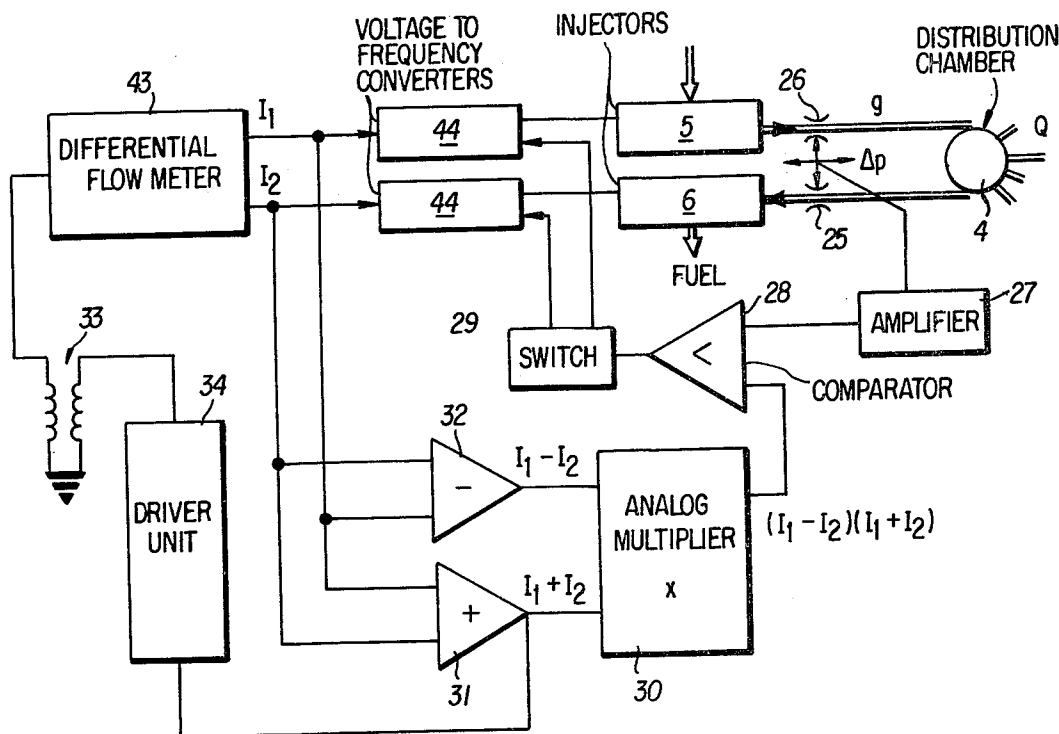 VOLTAGE TO
FREQUENCY
CONVERTERS
INJECTORS
DISTRIBUTION
CHAMBER
43
I1
26
g
Q
DIFFERENTIAL
FLOW METER
44
5
Δp
I2
44
6
25
4
FUEL
28
27
29
AMPLIFIER
33
SWITCH
<
COMPARATOR
34
32
I1 - I2
DRIVER
UNIT
-
ANALOG
MULTIPLIER
x
(I1 - I2)(I1 + I2)
I1 + I2
+
31
30